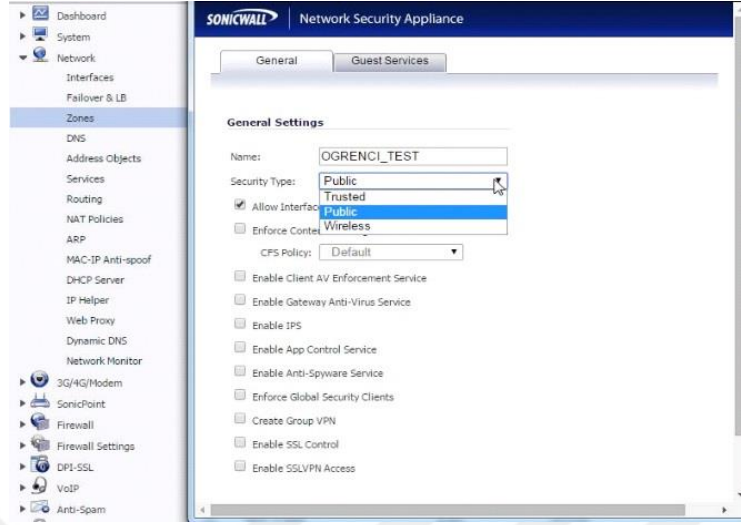 Dashboard
System
Network
Interfaces
Failover & LB
Zones
DNS
Address Objects
Services
Routing
NAT Policies
ARP
MAC-IP Anti-spoof
DHCP Server
IP Helper
Web Proxy
Dynamic DNS
Network Monitor
3G/4G/Modem
SonicPoint
Firewall
Firewall Settings
DPI-SSL
VoIP
Anti-Spam
SONICWALL Network Security Appliance
General Guest Services
General Settings
Name: OGRENCI_TEST
Security Type: Public
Trusted
Public
Wireless
Allow Interfac
Enforce Conte
CFS Policy: Default
Enable Client AV Enforcement Service
Enable Gateway Anti-Virus Service
Enable IPS
Enable App Control Service
Enable Anti-Spyware Service
Enforce Global Security Clients
Create Group VPN
Enable SSL Control
Enable SSLVPN Access